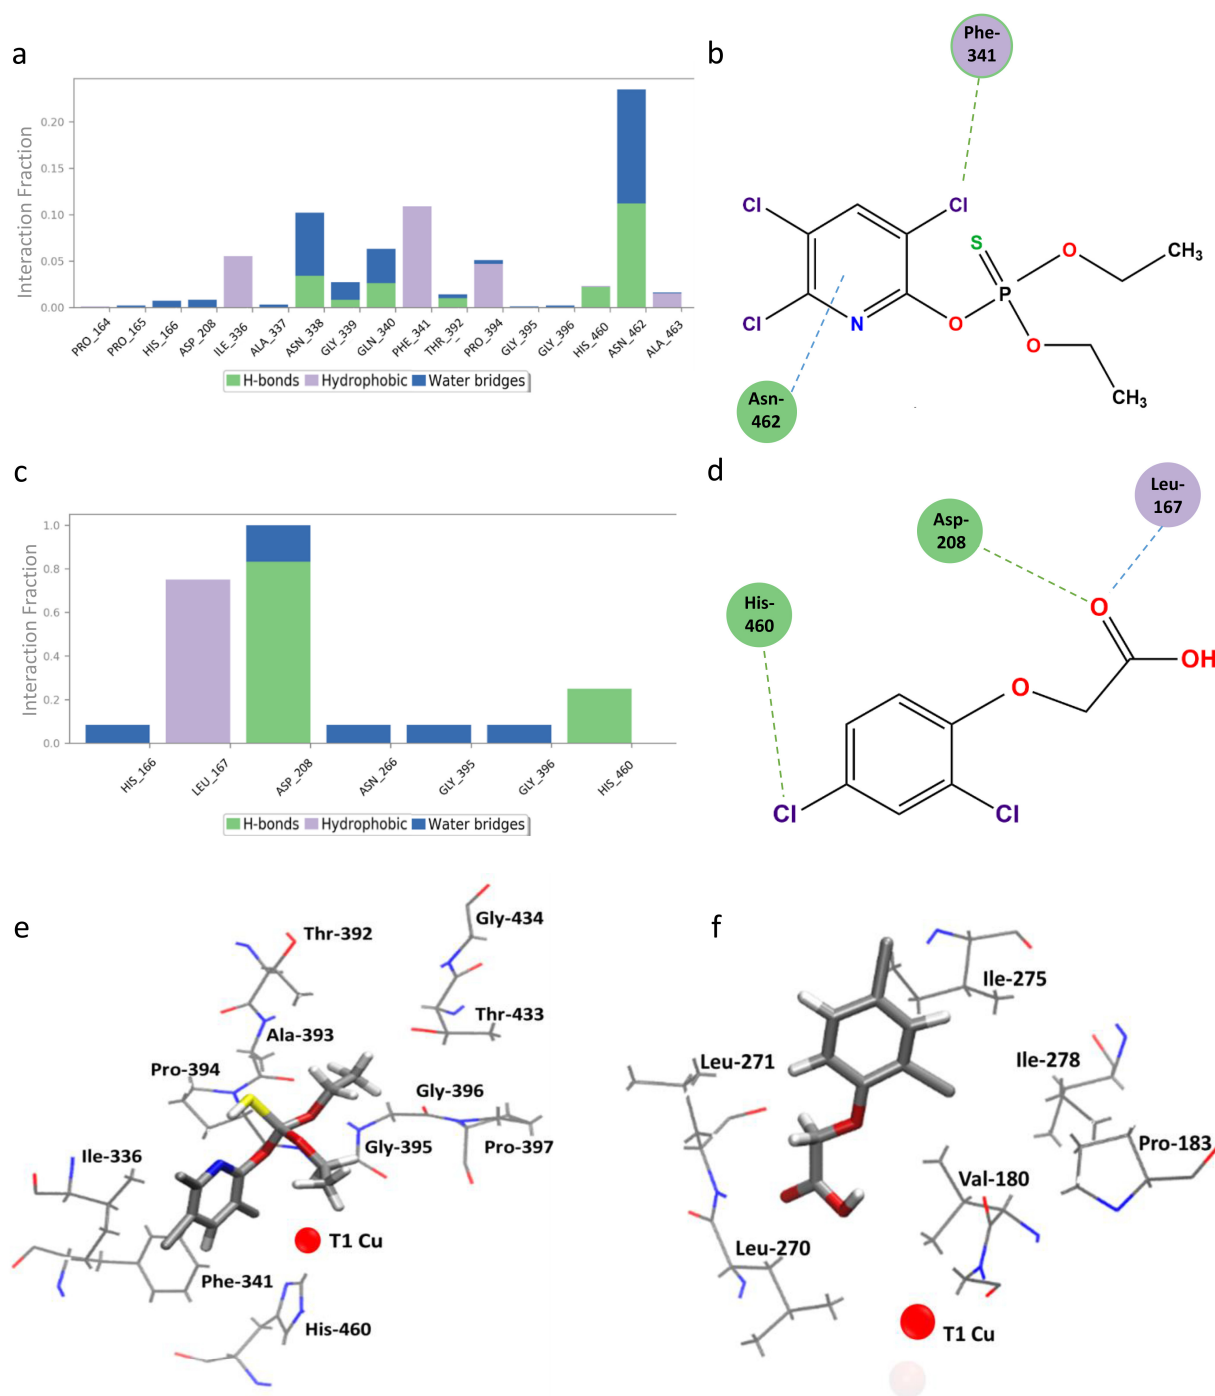 a
Interaction Fraction
0.20
0.15
0.10
0.05
0.00
PRO_164
PRO_165
HIS_166
ASP_208
ILE_336
ALA_337
ASN_338
GLY_339
GLN_340
PHE_341
THR_392
PRO_394
GLY_395
GLY_396
HIS_460
ASN_462
ALA_463
H-bonds Hydrophobic Water bridges
b
Phe-
341
Cl
Cl
S
O
CH3
P
Cl
N
O
O
CH3
Asn-
462
c
Interaction Fraction
1.0
0.8
0.6
0.4
0.2
0.0
HIS_166
LEU_167
ASP_208
ASN_266
GLY_395
GLY_396
HIS_460
H-bonds Hydrophobic Water bridges
d
Leu-
167
Asp-
208
His-
460
O
OH
O
Cl
Cl
e
Gly-434
Thr-392
Thr-433
Ala-393
Pro-394
Gly-396
Gly-395
Pro-397
Ile-336
T1 Cu
Phe-341
His-460
f
Ile-275
Leu-271
Ile-278
Pro-183
Val-180
Leu-270
T1 Cu